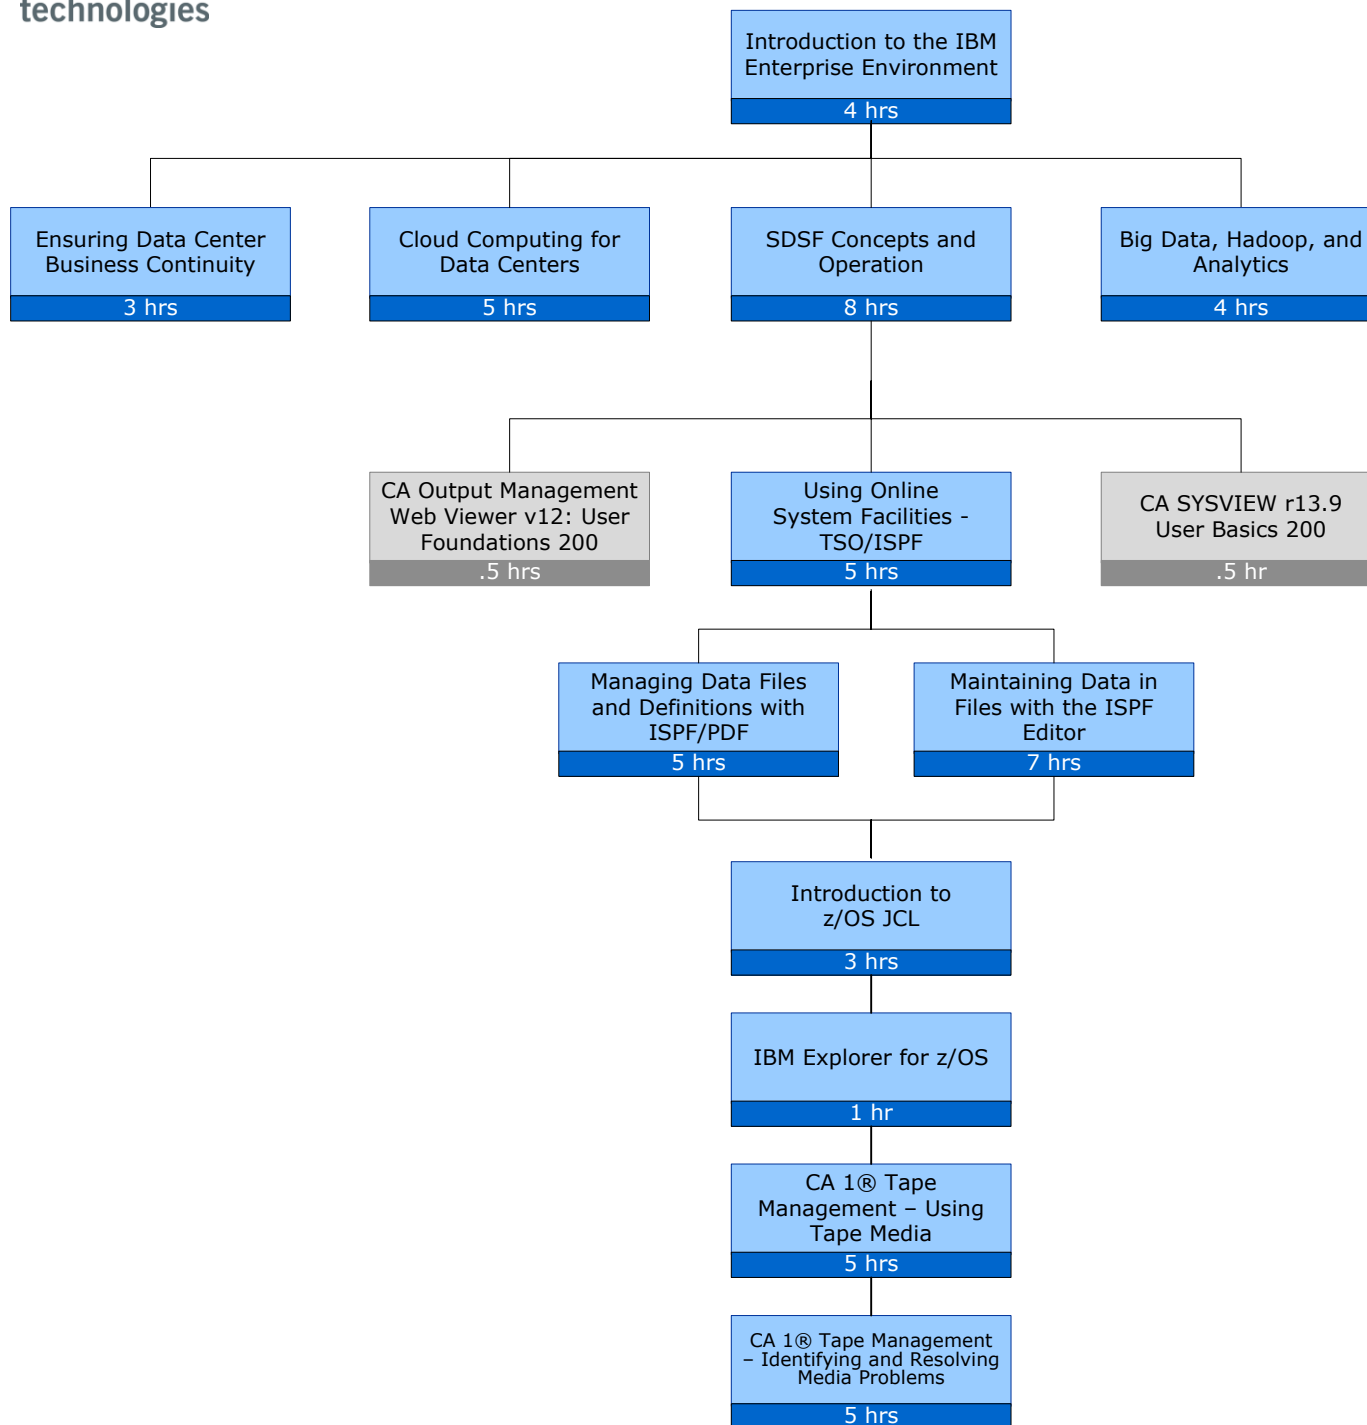 technologies
Introduction to the IBM
Enterprise Environment
4 hrs
Ensuring Data Center
Business Continuity
3 hrs
Cloud Computing for
Data Centers
5 hrs
SDSF Concepts and
Operation
8 hrs
Big Data, Hadoop, and
Analytics
4 hrs
CA Output Management
Web Viewer v12: User
Foundations 200
.5 hrs
Using Online
System Facilities -
TSO/ISPF
5 hrs
CA SYSVIEW r13.9
User Basics 200
.5 hr
Managing Data Files
and Definitions with
ISPF/PDF
5 hrs
Maintaining Data in
Files with the ISPF
Editor
7 hrs
Introduction to
z/OS JCL
3 hrs
IBM Explorer for z/OS
1 hr
CA 1® Tape
Management – Using
Tape Media
5 hrs
CA 1® Tape Management
– Identifying and Resolving
Media Problems
5 hrs